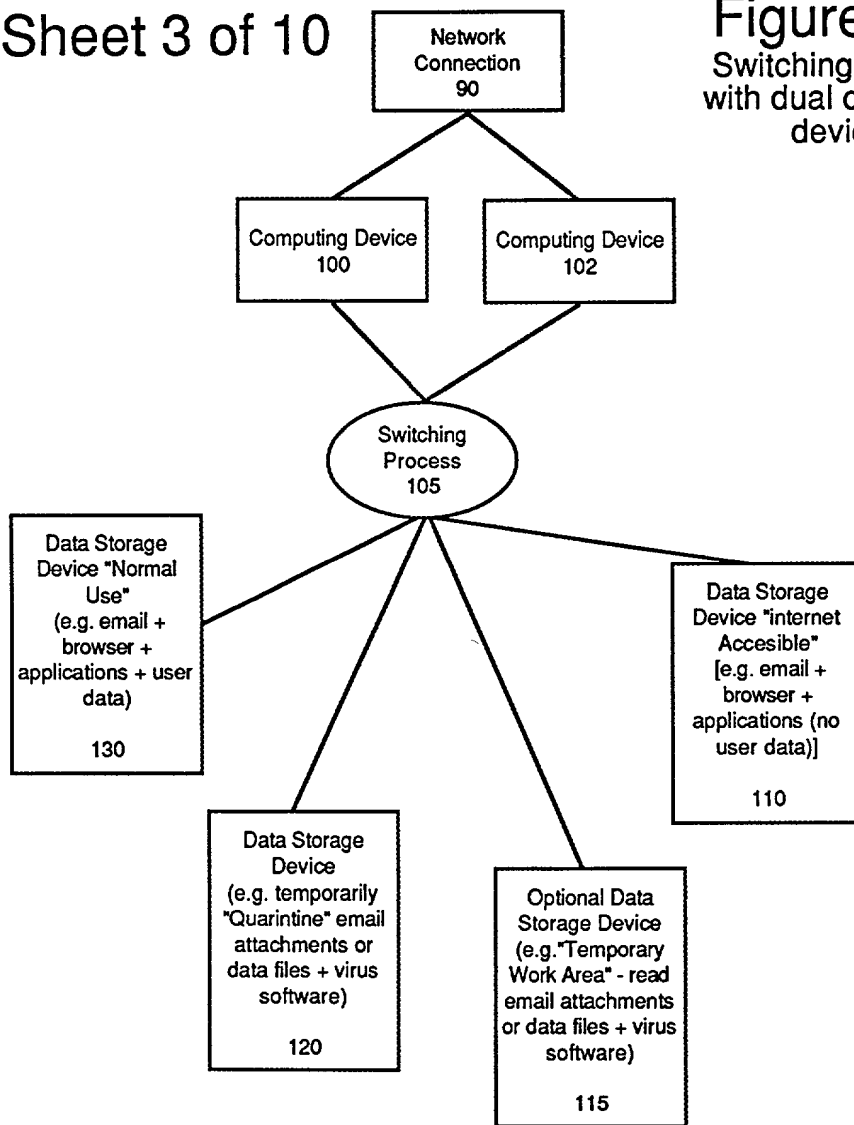 Sheet 3 of 10
Figure
Switching
with dual
Network
Connection
90
Computing Device
100
Computing Device
102
Switching
Process
105
Data Storage
Device "Normal
Use"
(e.g. email +
browser +
applications + user
data)
130
Data Storage
Device "internet
Accesible"
[e.g. email +
browser +
applications (no
user data)]
110
Data Storage
Device
(e.g. temporarily
"Quarintine" email
attachments or
data files + virus
software)
120
Optional Data
Storage Device
(e.g."Temporary
Work Area" - read
email attachments
or data files + virus
software)
115